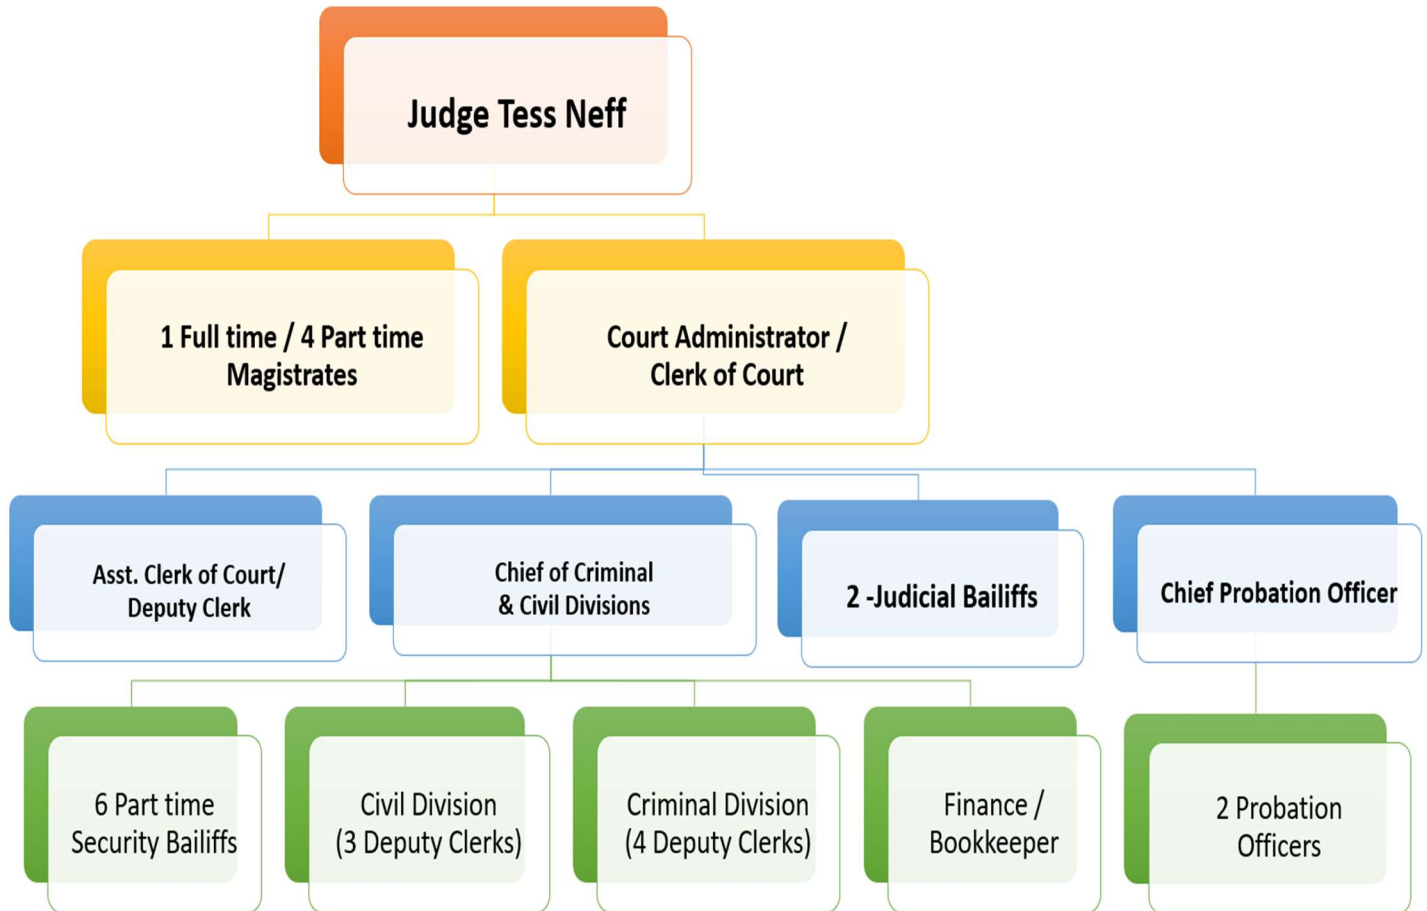 Judge Tess Neff
1 Full time / 4 Part time
Magistrates
Court Administrator /
Clerk of Court
Asst. Clerk of Court/
Deputy Clerk
Chief of Criminal
& Civil Divisions
2 -Judicial Bailiffs
Chief Probation Officer
6 Part time
Security Bailiffs
Civil Division
(3 Deputy Clerks)
Criminal Division
(4 Deputy Clerks)
Finance /
Bookkeeper
2 Probation
Officers